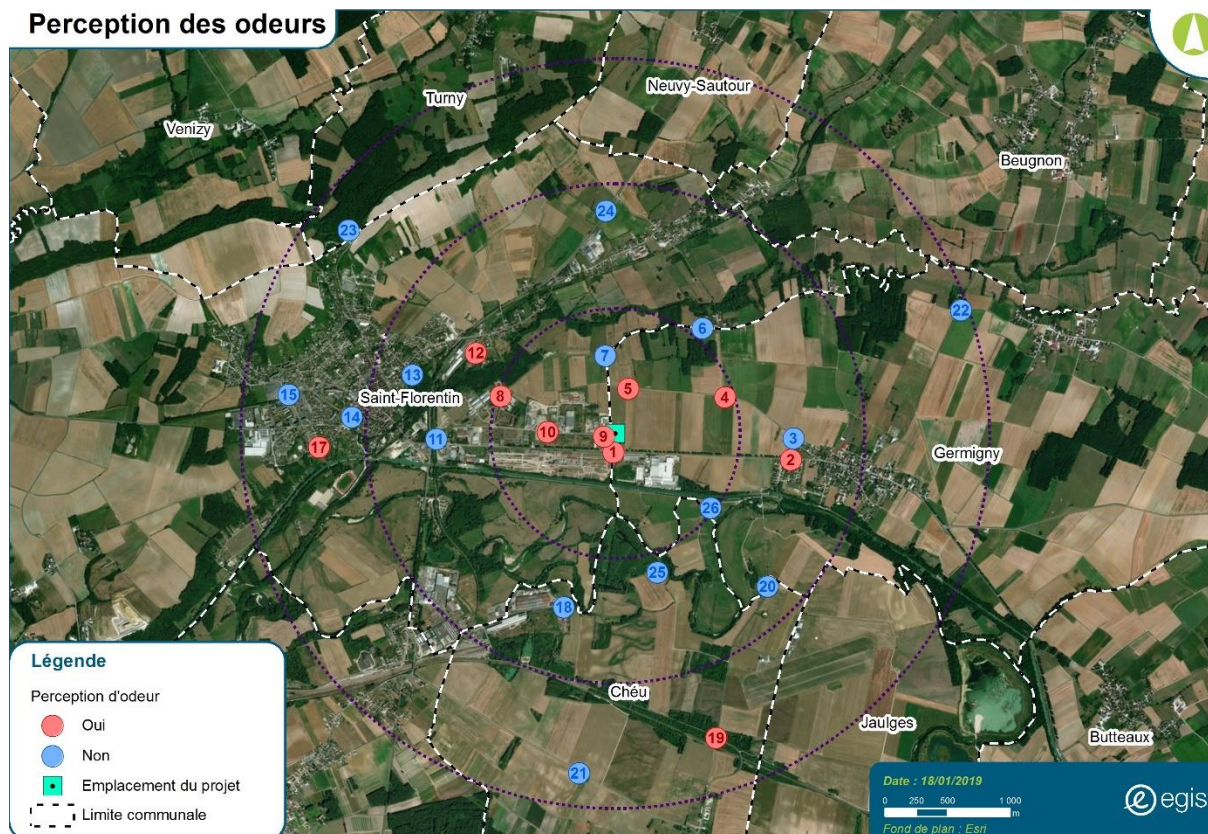 Perception des odeurs
Neuvy-Sautour
Turny
Venizy
Beugnon
24
23
22
6
7
12
13
5
8
4
15
Saint-Florentin
14
10
9
11
3
17
1
2
Germigny
26
25
20
18
Légende
Perception d'odeur
Oui
Non
Emplacement du projet
Limite communale
Chéu
Jaulges
19
Butteaux
21
Date : 18/01/2019
0 250 500 1 000
m
Fond de plan : Esri
egis